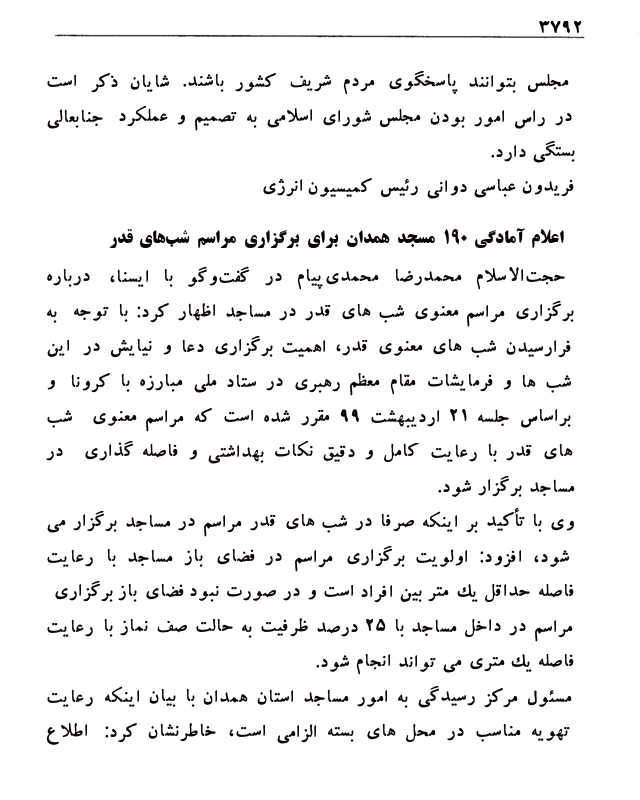 ۳۷۹۲
مجلس بتوانند پاسخگوی مردم شریف کشور باشند. شایان ذکر است
در راس امور بودن مجلس شورای اسلامی به تصمیم و عملکرد جنابعالی
بستگی دارد.
فریدون عباسی دوانی رئیس کمیسیون انرژی
اعلام آمادگی ۱۹۰ مسجد همدان برای برگزاری مراسم شب‌های قدر
حجت‌الاسلام محمدرضا محمدی‌پیام در گفت‌وگو با ایسنا، درباره
برگزاری مراسم معنوی شب های قدر در مساجد اظهار کرد: با توجه به
فرارسیدن شب های معنوی قدر، اهمیت برگزاری دعا و نیایش در این
شب ها و فرمایشات مقام معظم رهبری در ستاد ملی مبارزه با کرونا و
براساس جلسه ۲۱ اردیبهشت ۹۹ مقرر شده است که مراسم معنوی شب
های قدر با رعایت کامل و دقیق نکات بهداشتی و فاصله گذاری در
مساجد برگزار شود.
وی با تأکید بر اینکه صرفا در شب های قدر مراسم در مساجد برگزار می
شود، افزود: اولویت برگزاری مراسم در فضای باز مساجد با رعایت
فاصله حداقل یك متر بین افراد است و در صورت نبود فضای باز برگزاری
مراسم در داخل مساجد با ۲۵ درصد ظرفیت به حالت صف نماز با رعایت
فاصله یك متری می تواند انجام شود.
مسئول مرکز رسیدگی به امور مساجد استان همدان با بیان اینکه رعایت
تهویه مناسب در محل های بسته الزامی است، خاطرنشان کرد: اطلاع